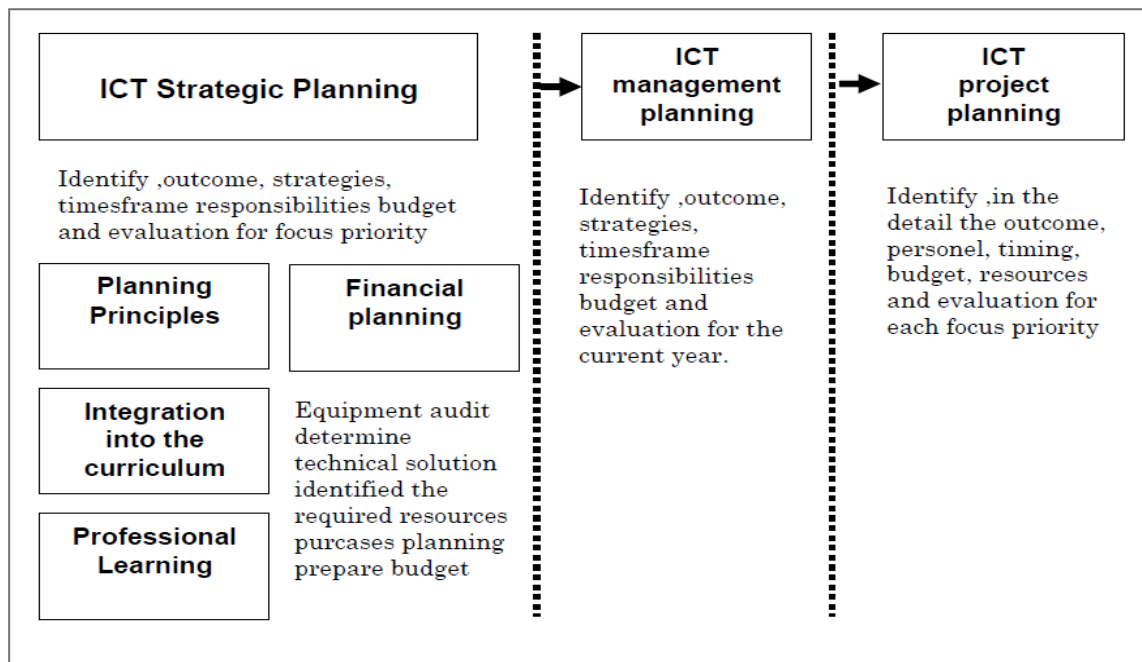 ICT Strategic Planning
Identify ,outcome, strategies,
timesframe responsibilities budget
and evaluation for focus priority
Planning
Principles
Financial
planning
Integration
into the
curriculum
Equipment audit
determine
technical solution
identified the
required resources
purcases planning
prepare budget
Professional
Learning
ICT
management
planning
Identify ,outcome,
strategies,
timesframe
responsibilities
budget and
evaluation for the
current year.
ICT
project
planning
Identify ,in the
detail the outcome,
personel, timing,
budget, resources
and evaluation for
each focus priority